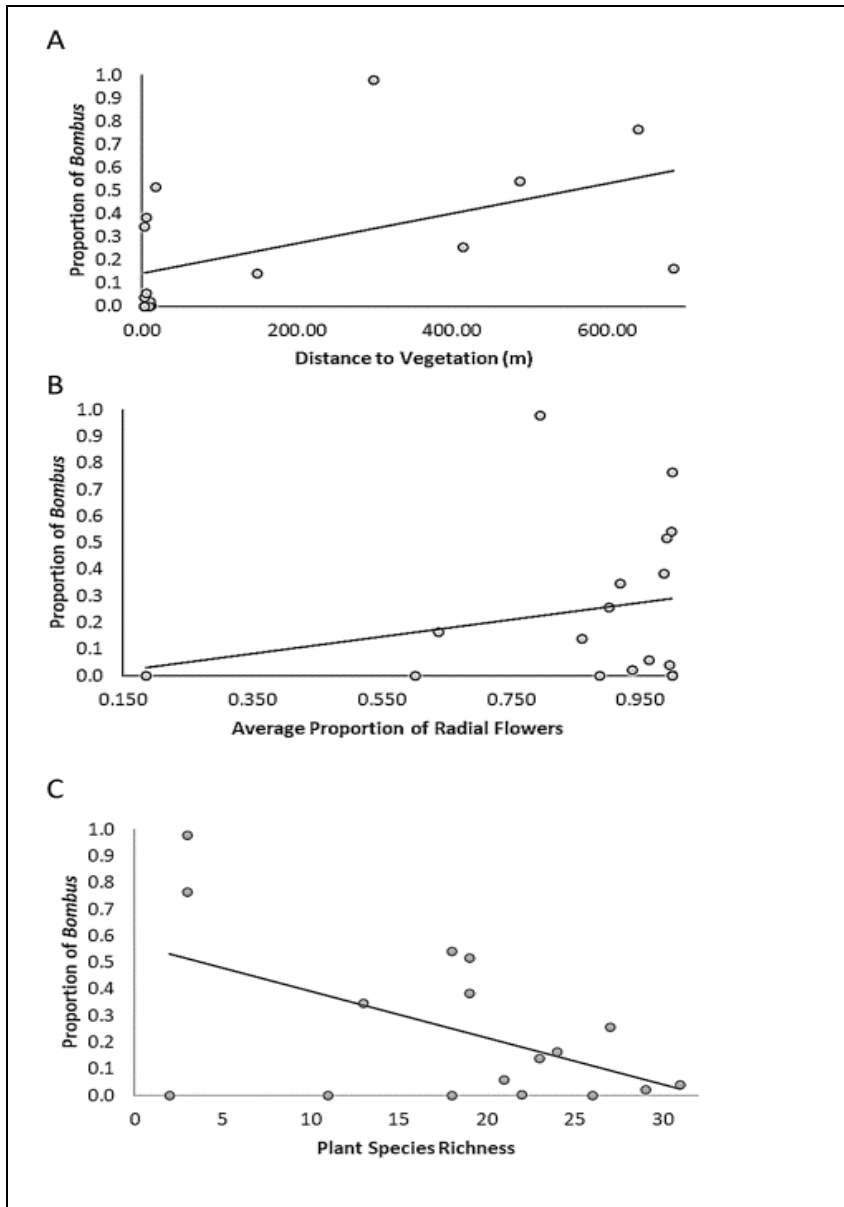 A
1.0
0.9
0.8
0.7
0.6
0.5
0.4
0.3
0.2
0.1
0.0
Proportion of Bombus
0.00 200.00 400.00 600.00
Distance to Vegetation (m)
B
1.0
0.9
0.8
0.7
0.6
0.5
0.4
0.3
0.2
0.1
0.0
Proportion of Bombus
0.150 0.350 0.550 0.750 0.950
Average Proportion of Radial Flowers
C
1.0
0.9
0.8
0.7
0.6
0.5
0.4
0.3
0.2
0.1
0.0
Proportion of Bombus
0 5 10 15 20 25 30
Plant Species Richness